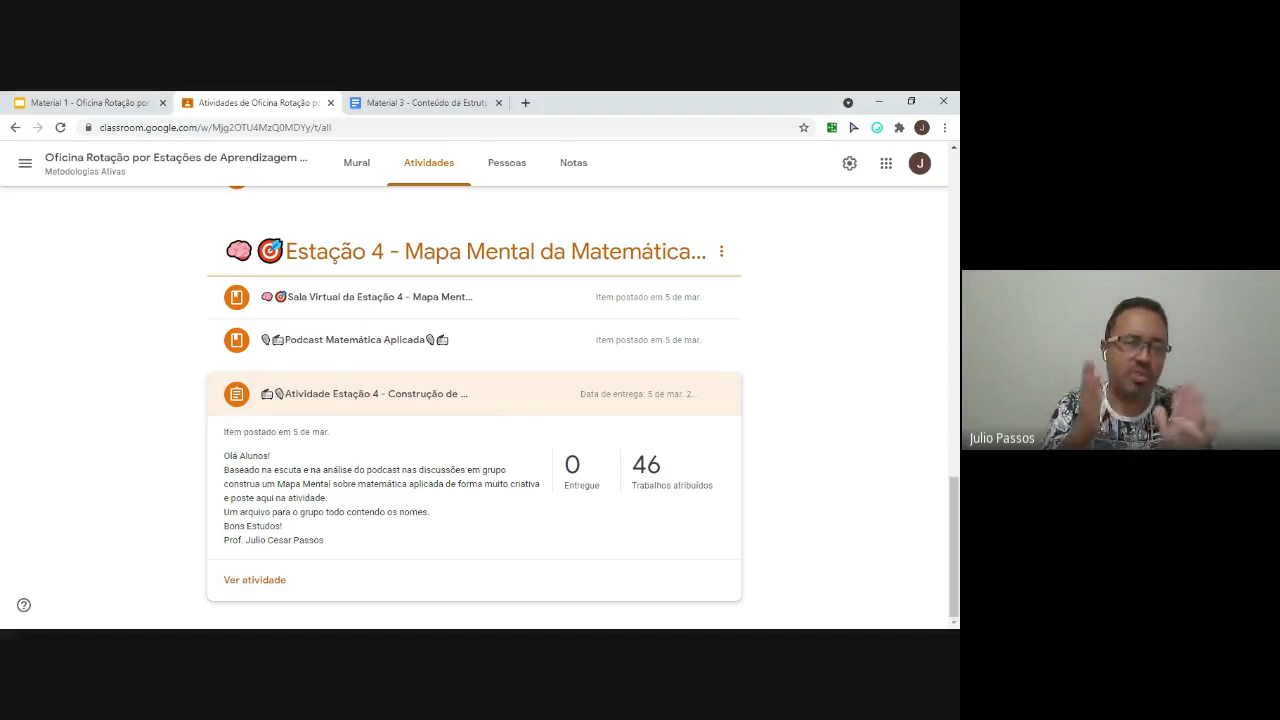 Material 1 - Oficina Rotação por
Atividades de Oficina Rotação po
Material 3 - Conteúdo da Estrutu
classroom.google.com/w/Mjg2OTU4MzQ0MDYy/t/all
J
Oficina Rotação por Estações de Aprendizagem ...
Metodologias Ativas
Mural
Atividades
Pessoas
Notas
J
Estação 4 - Mapa Mental da Matemática...
Sala Virtual da Estação 4 - Mapa Ment...
Item postado em 5 de mar.
Podcast Matemática Aplicada
Item postado em 5 de mar.
Atividade Estação 4 - Construção de ...
Data de entrega: 5 de mar. 2...
Item postado em 5 de mar.
Olá Alunos!
Baseado na escuta e na análise do podcast nas discussões em grupo
construa um Mapa Mental sobre matemática aplicada de forma muito criativa
e poste aqui na atividade.
Um arquivo para o grupo todo contendo os nomes.
Bons Estudos!
Prof. Julio Cesar Passos
0
Entregue
46
Trabalhos atribuídos
Ver atividade
Julio Passos